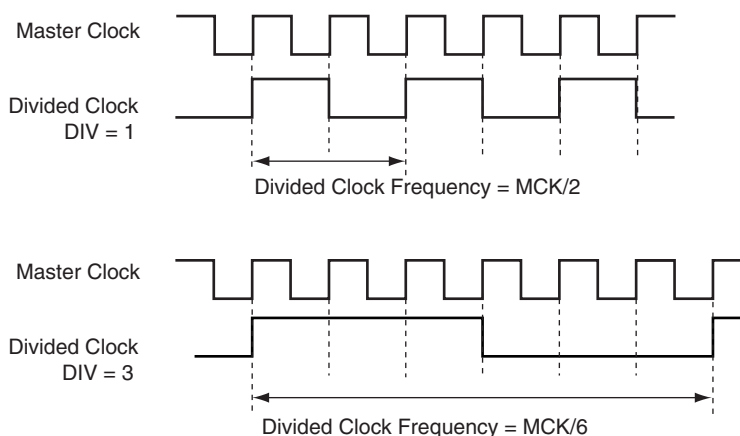 Master Clock
Divided Clock
DIV = 1
Divided Clock Frequency = MCK/2
Master Clock
Divided Clock
DIV = 3
Divided Clock Frequency = MCK/6